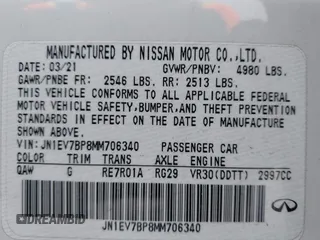 MANUFACTURED BY NISSAN MOTOR CO.,LTD.
DATE: 03/21 GVWR/PNBV: 4980 LBS.
GAWR/PNBE FR: 2546 LBS RR: 2513 LBS.
THIS VEHICLE CONFORMS TO ALL APPLICABLE FEDERAL
MOTOR VEHICLE SAFETY,BUMPER,AND THEFT PREVENTION
STANDARDS IN EFFECT ON THE DATE OF MANUFACTURE
SHOWN ABOVE.
VIN: JN1EV7BP8MM706340 PASSENGER CAR
COLOR TRIM TRANS AXLE ENGINE
QAW G RE7R01A RG29 VR30(DDTT) 2997CC
JN1EV7BP8MM706340
INFINITI
AUTOBIDMASTER